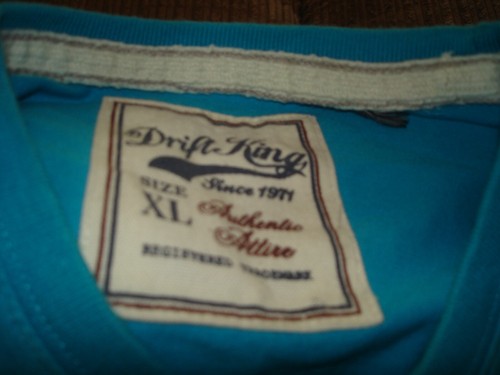 Drift King
Since 1971
SIZE
XL
Authentic
Attire
REGISTERED TRADEMARK